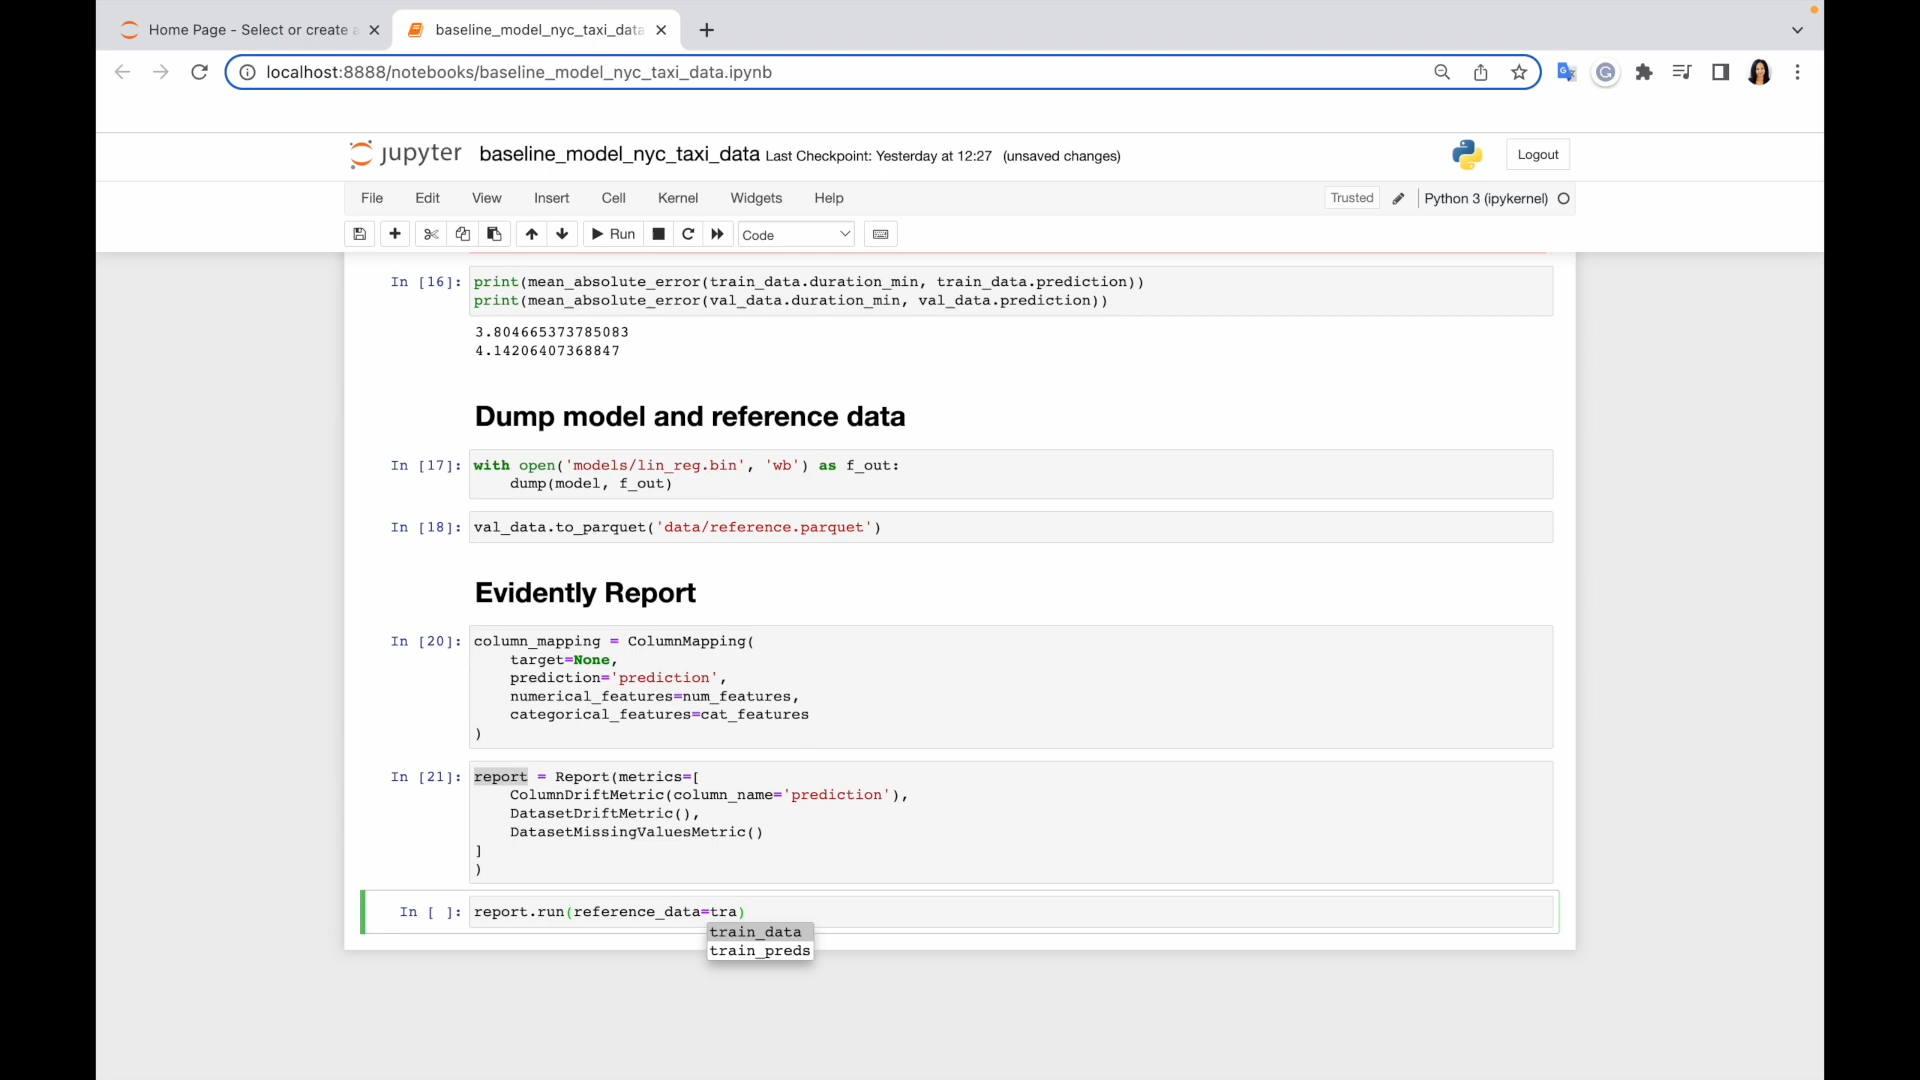 Home Page - Select or create a
baseline_model_nyc_taxi_data
localhost:8888/notebooks/baseline_model_nyc_taxi_data.ipynb
jupyter
baseline_model_nyc_taxi_data Last Checkpoint: Yesterday at 12:27 (unsaved changes)
Logout
File Edit View Insert Cell Kernel Widgets Help
Trusted
Python 3 (ipykernel)
Run
Code
In [16]: print(mean_absolute_error(train_data.duration_min, train_data.prediction))
print(mean_absolute_error(val_data.duration_min, val_data.prediction))
3.804665373785083
4.14206407368847
Dump model and reference data
In [17]: with open('models/lin_reg.bin', 'wb') as f_out:
dump(model, f_out)
In [18]: val_data.to_parquet('data/reference.parquet')
Evidently Report
In [20]: column_mapping = ColumnMapping(
target=None,
prediction='prediction',
numerical_features=num_features,
categorical_features=cat_features
)
In [21]: report = Report(metrics=[
ColumnDriftMetric(column_name='prediction'),
DatasetDriftMetric(),
DatasetMissingValuesMetric()
]
)
In [ ]: report.run(reference_data=tra)
train_data
train_preds